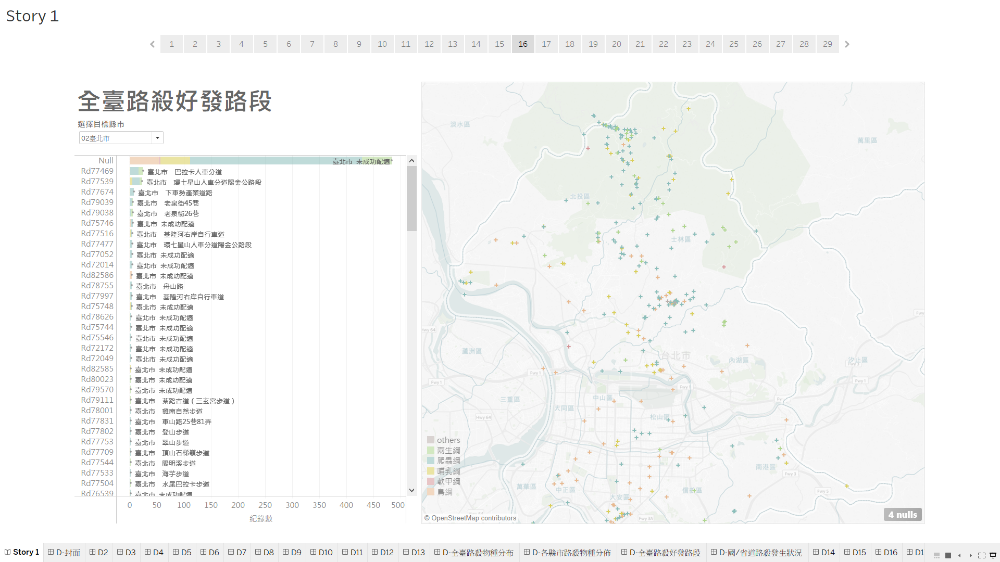 Story 1
1 2 3 4 5 6 7 8 9 10 11 12 13 14 15 16 17 18 19 20 21 22 23 24 25 26 27 28 29
全臺路殺好發路段
選擇目標縣市
02臺北市
Null 臺北市 未成功配適
Rd77469 臺北市 巴拉卡人車分道
Rd77539 臺北市 環七星山人車分道陽金公路段
Rd77674 臺北市 下東勢產業道路
Rd79039 臺北市 老泉街45巷
Rd79038 臺北市 老泉街26巷
Rd75746 臺北市 未成功配適
Rd77516 臺北市 基隆河右岸自行車道
Rd77477 臺北市 環七星山人車分道陽金公路段
Rd77052 臺北市 未成功配適
Rd72014 臺北市 未成功配適
Rd82586 臺北市 未成功配適
Rd78755 臺北市 舟山路
Rd77997 臺北市 基隆河右岸自行車道
Rd75748 臺北市 未成功配適
Rd78626 臺北市 未成功配適
Rd75744 臺北市 未成功配適
Rd75546 臺北市 未成功配適
Rd72172 臺北市 未成功配適
Rd72049 臺北市 未成功配適
Rd82585 臺北市 未成功配適
Rd80023 臺北市 未成功配適
Rd79570 臺北市 未成功配適
Rd79111 臺北市 茶路古道(三玄宮步道)
Rd78001 臺北市 雞南自然步道
Rd77831 臺北市 東山路25巷81弄
Rd77802 臺北市 登山步道
Rd77753 臺北市 翠山步道
Rd77709 臺北市 頂山石梯嶺步道
Rd77544 臺北市 陽明溪步道
Rd77533 臺北市 海芋步道
Rd77504 臺北市 水尾巴拉卡步道
Rd76539 臺北市 未成功配適
0 50 100 150 200 250 300 350 400 450 500
紀錄數
淡水區
萬里區
北投區
士林區
Fwy
Hwy 64
蘆洲區
台北市
內湖區
汐止區
Fwy 3
Fwy 1
Fwy 1
Fwy 1
Fwy 1
Fwy
三重區
中山區
大同區
Hwy 64
松山區
others
兩生綱
爬蟲綱
哺乳綱
軟甲綱
鳥綱
南港區
Fwy 3
萬華區
中正區
信義區
Fwy 5
大安區
Fwy 3A
© OpenStreetMap contributors
4 nulls
Story 1 D-封面 D2 D3 D4 D5 D6 D7 D8 D9 D10 D11 D12 D13 D-全臺路殺物種分布 D-各縣市路殺物種分佈 D-全臺路殺好發路段 D-國/省道路殺發生狀況 D14 D15 D16 D1